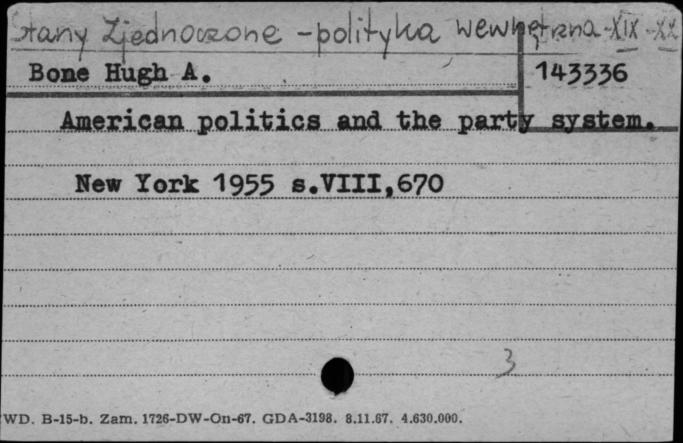 Stany Zjednoczone - polityka wewnętrzna XIX - XX
Bone Hugh A. 143336
American politics and the party system.
New York 1955 s.VIII,670
3
WD. B-15-b. Zam. 1726-DW-On-67. GDA-3198. 8.11.67. 4.630.000.